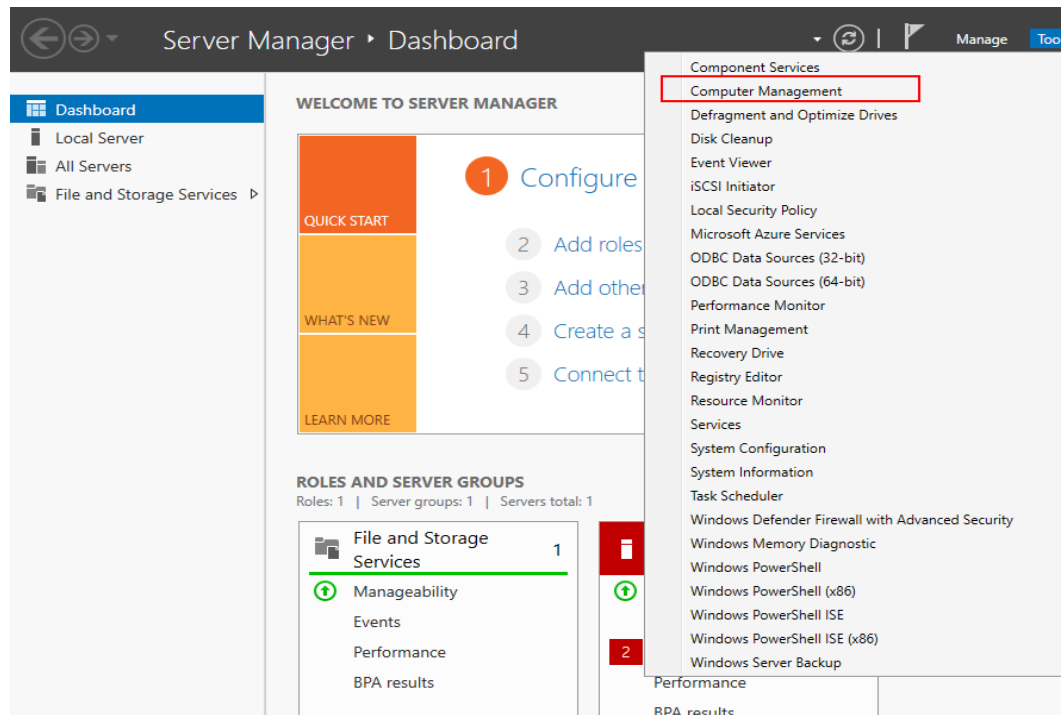 Server Manager ‣ Dashboard
Manage
Too
Dashboard
Local Server
All Servers
File and Storage Services
WELCOME TO SERVER MANAGER
QUICK START
WHAT'S NEW
LEARN MORE
1 Configure
2 Add roles
3 Add other
4 Create a s
5 Connect t
ROLES AND SERVER GROUPS
Roles: 1 | Server groups: 1 | Servers total: 1
File and Storage
Services
1
Manageability
Events
Performance
BPA results
2
Performance
BPA results
Component Services
Computer Management
Defragment and Optimize Drives
Disk Cleanup
Event Viewer
iSCSI Initiator
Local Security Policy
Microsoft Azure Services
ODBC Data Sources (32-bit)
ODBC Data Sources (64-bit)
Performance Monitor
Print Management
Recovery Drive
Registry Editor
Resource Monitor
Services
System Configuration
System Information
Task Scheduler
Windows Defender Firewall with Advanced Security
Windows Memory Diagnostic
Windows PowerShell
Windows PowerShell (x86)
Windows PowerShell ISE
Windows PowerShell ISE (x86)
Windows Server Backup